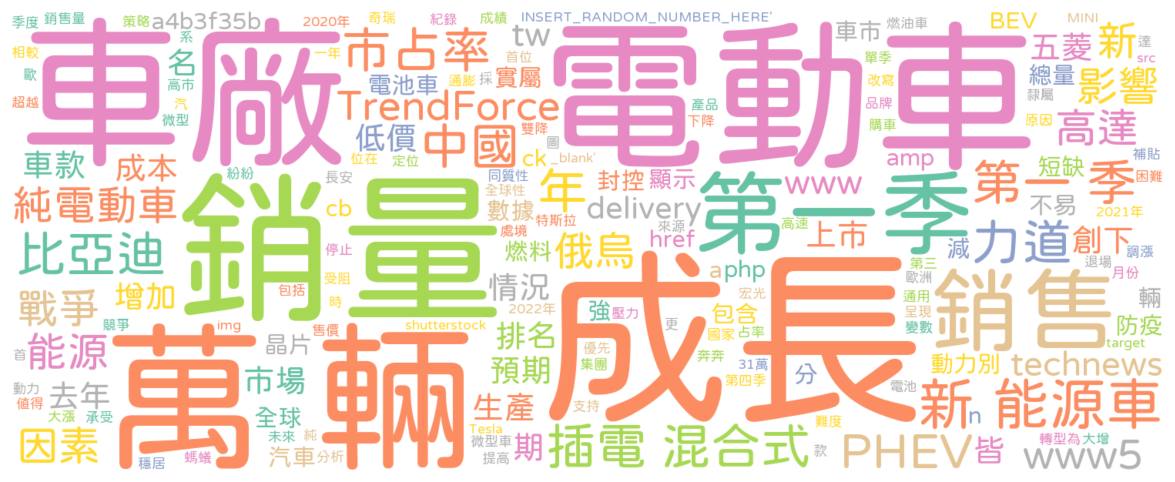 季度 銷售量 策略 a4b3f35b 系 2020年 奇瑞 紀錄 成績 INSERT_RANDOM_NUMBER_HERE' 車市 燃油車 BEV MINI
相較 歐 高市 名 車廠 市占率 一年 首位 tw 電動車 單季 五菱 新 達 src
超越 汽 微型 電池車 通膨 採 實屬 改寫 總量 影響 隸屬
TrendForce 產品 下降 品牌 購車 原因 高達
車款 成本 低價 中國 雙降 圖 ck _blank' amp 短缺 補貼 困難
紛紛 位在 定位 同質性 年 封控 顯示 www 第一季 第一 季
純電動車 長安 全球性 數據 特斯拉 delivery 不易 2021年
銷量 cb 處境 來源 href 高速 上市 減 力道 創下 調漲
比亞迪 停止 燃料 俄烏 a php 第三 退場 月份
戰爭 增加 包括 受阻 時 情況 2022年 宏光 歐洲 銷售 輛
競爭 img 售價 shutterstock 排名 強 壓力 更 包含 通用 呈現 變數 防疫 target
首 能源 萬輛 晶片 預期 成長 國家 占率 優先 集團 奔奔 31萬 分 動力別 technews
動力 值得 去年 市場 第四季 電池
大漲 承受 全球 生產 支持 新 n 能源車
因素 未來 純 Tesla 微型車 期 插電 混合式 難度 款 PHEV 皆 轉型為 大增
穩居 螞蟻 汽車 分析 提高 www5